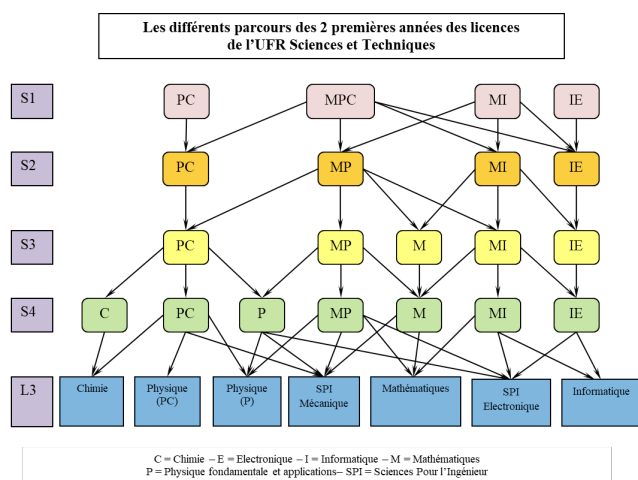 Les différents parcours des 2 premières années des licences
de l'UFR Sciences et Techniques
S1 PC MPC MI IE
S2 PC MP MI IE
S3 PC MP M MI IE
S4 C PC P MP M MI IE
L3 Chimie Physique (PC) Physique (P) SPI Mécanique Mathématiques SPI Electronique Informatique
C = Chimie – E = Electronique – I = Informatique – M = Mathématiques
P = Physique fondamentale et applications– SPI = Sciences Pour l'Ingénieur